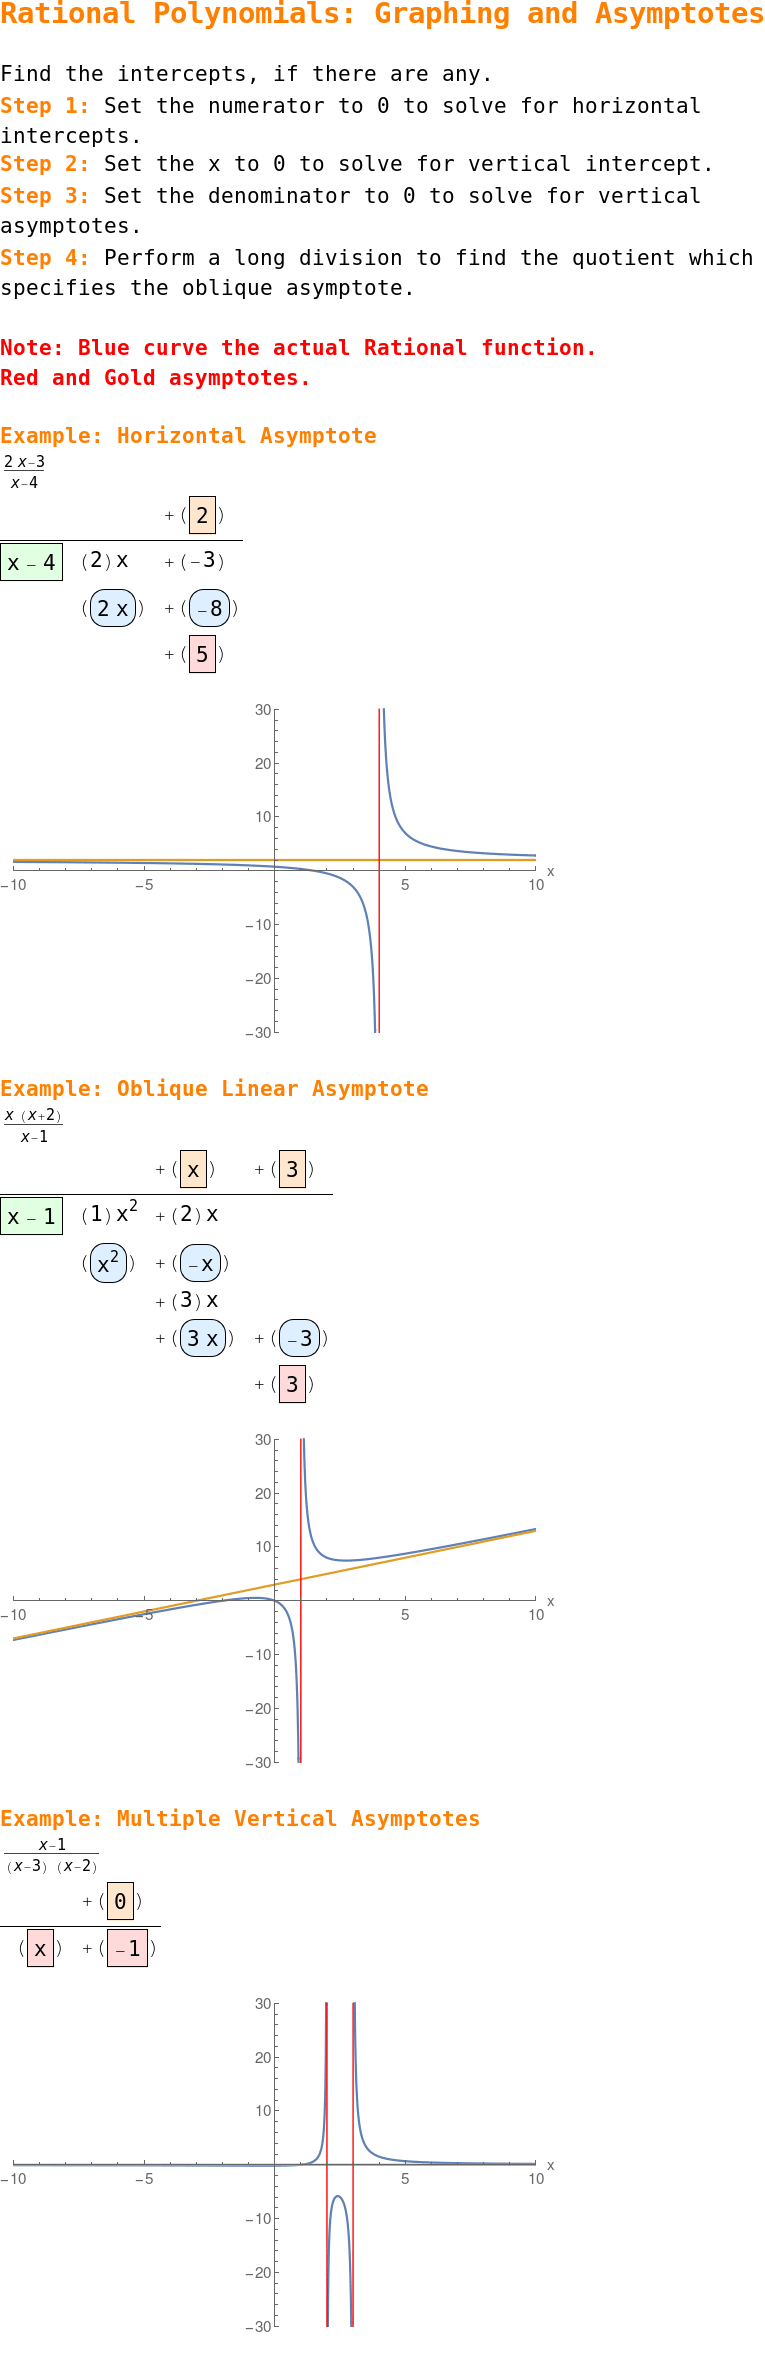 Rational Polynomials: Graphing and Asymptotes
Find the intercepts, if there are any.
Step 1: Set the numerator to 0 to solve for horizontal
intercepts.
Step 2: Set the x to 0 to solve for vertical intercept.
Step 3: Set the denominator to 0 to solve for vertical
asymptotes.
Step 4: Perform a long division to find the quotient which
specifies the oblique asymptote.
Note: Blue curve the actual Rational function.
Red and Gold asymptotes.
Example: Horizontal Asymptote
2 x−3
x−4
+ ( 2 )
x − 4 (2) x + (−3)
(2 x) + (−8)
+ ( 5 )
30
20
10
−10 −5 5 10 x
−10
−20
−30
Example: Oblique Linear Asymptote
x (x+2)
x−1
+ ( x ) + ( 3 )
x − 1 (1) x² + (2) x
(x²) + (−x)
+ (3) x
+ (3 x) + (−3)
+ ( 3 )
30
20
10
−10 −5 5 10 x
−10
−20
−30
Example: Multiple Vertical Asymptotes
x−1
(x−3) (x−2)
+ ( 0 )
( x ) + ( −1 )
30
20
10
−10 −5 5 10 x
−10
−20
−30